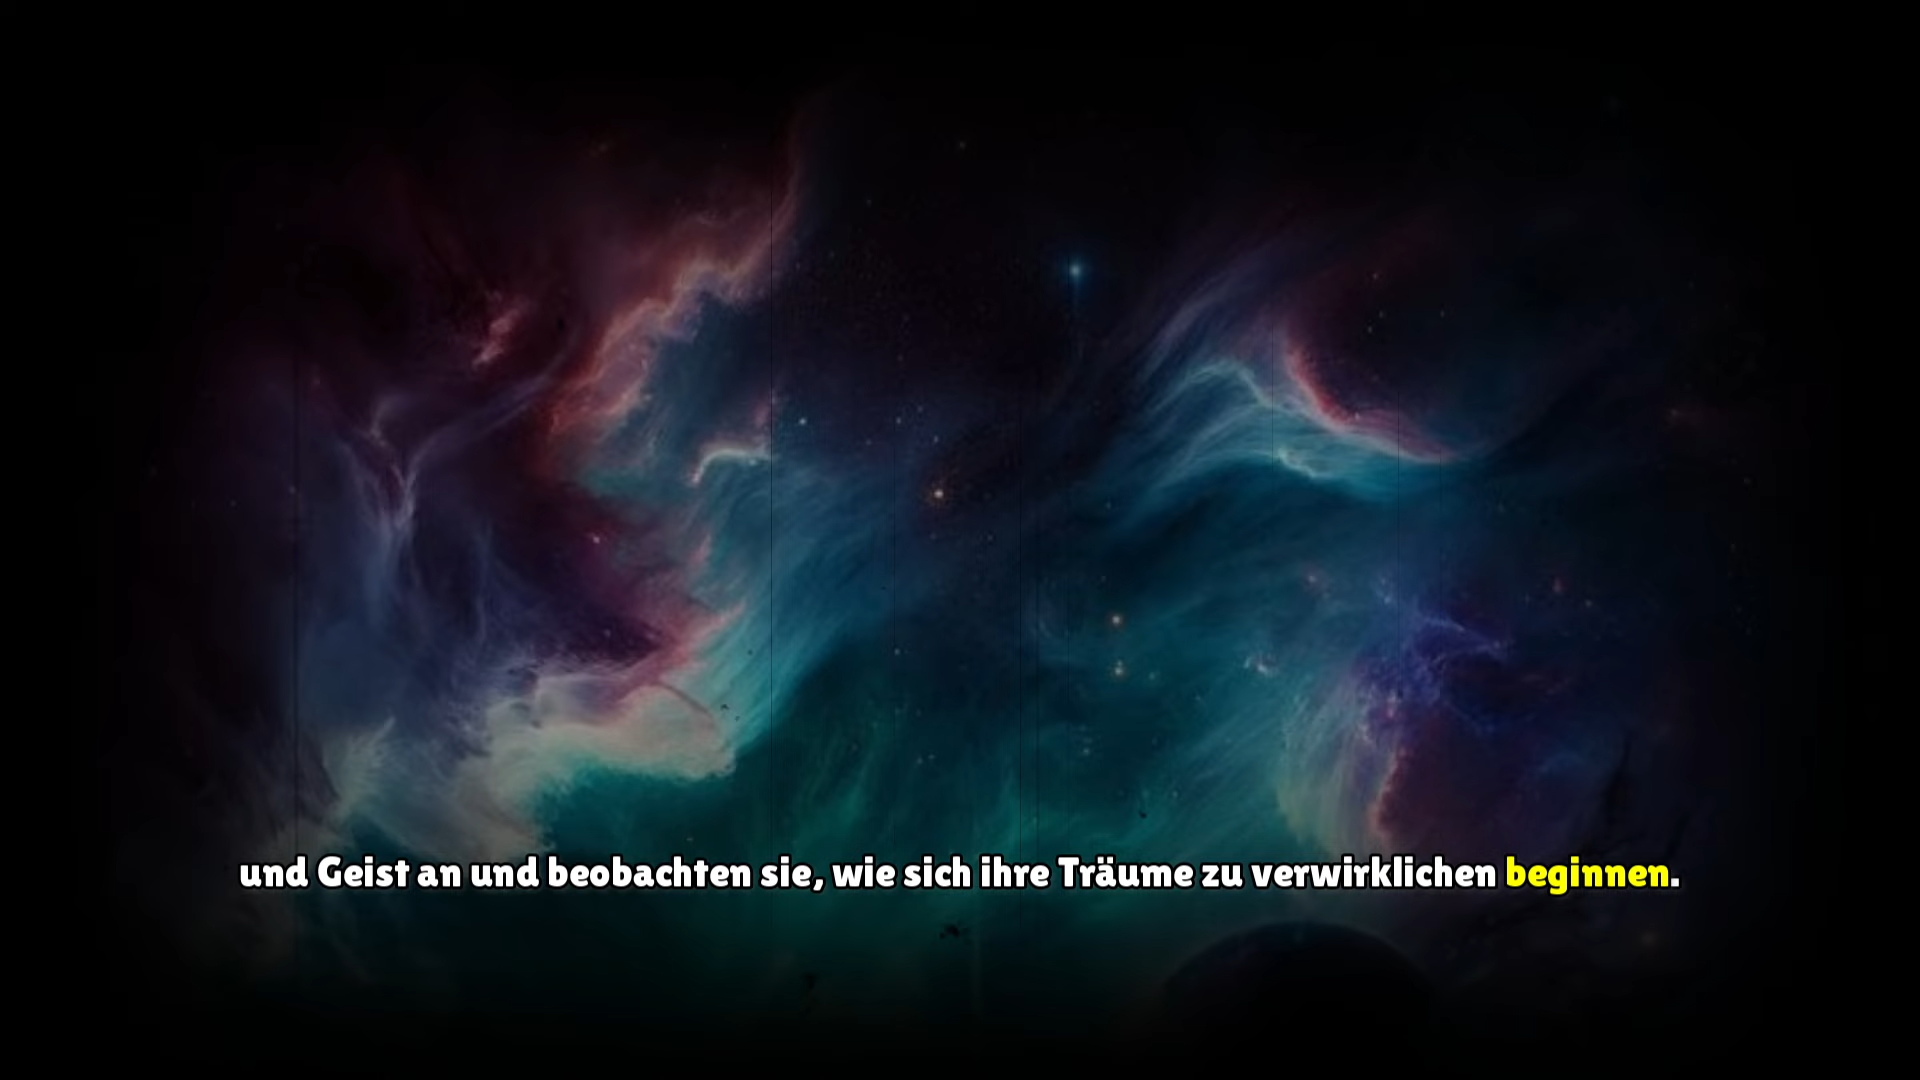 und Geist an und beobachten sie, wie sich ihre Träume zu verwirklichen beginnen.